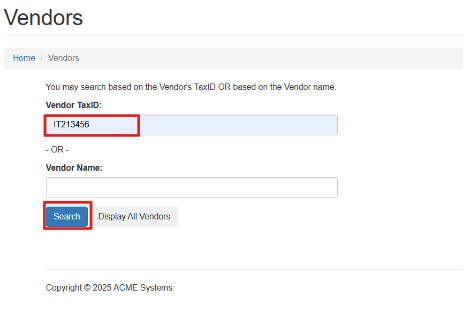 Vendors
Home / Vendors
You may search based on the Vendor's TaxID OR based on the Vendor name.
Vendor TaxID:
IT213456
- OR -
Vendor Name:
Search Display All Vendors
Copyright © 2025 ACME Systems